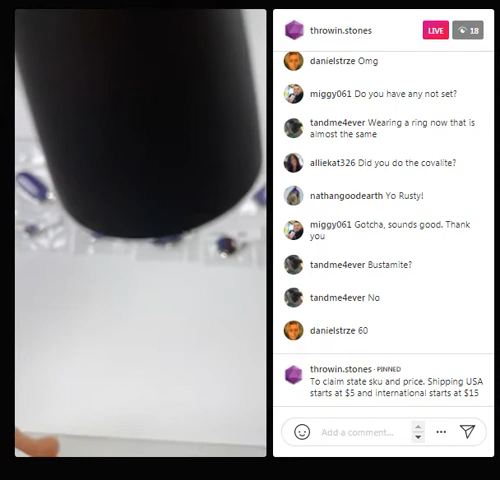 throwin.stones
LIVE
18
danielstrze Omg
miggy061 Do you have any not set?
tandme4ever Wearing a ring now that is
almost the same
alliekat326 Did you do the covalite?
nathangoodearth Yo Rusty!
miggy061 Gotcha, sounds good. Thank
you
tandme4ever Bustamite?
tandme4ever No
danielstrze 60
throwin.stones · PINNED
To claim state sku and price. Shipping USA
starts at $5 and international starts at $15
Add a comment...